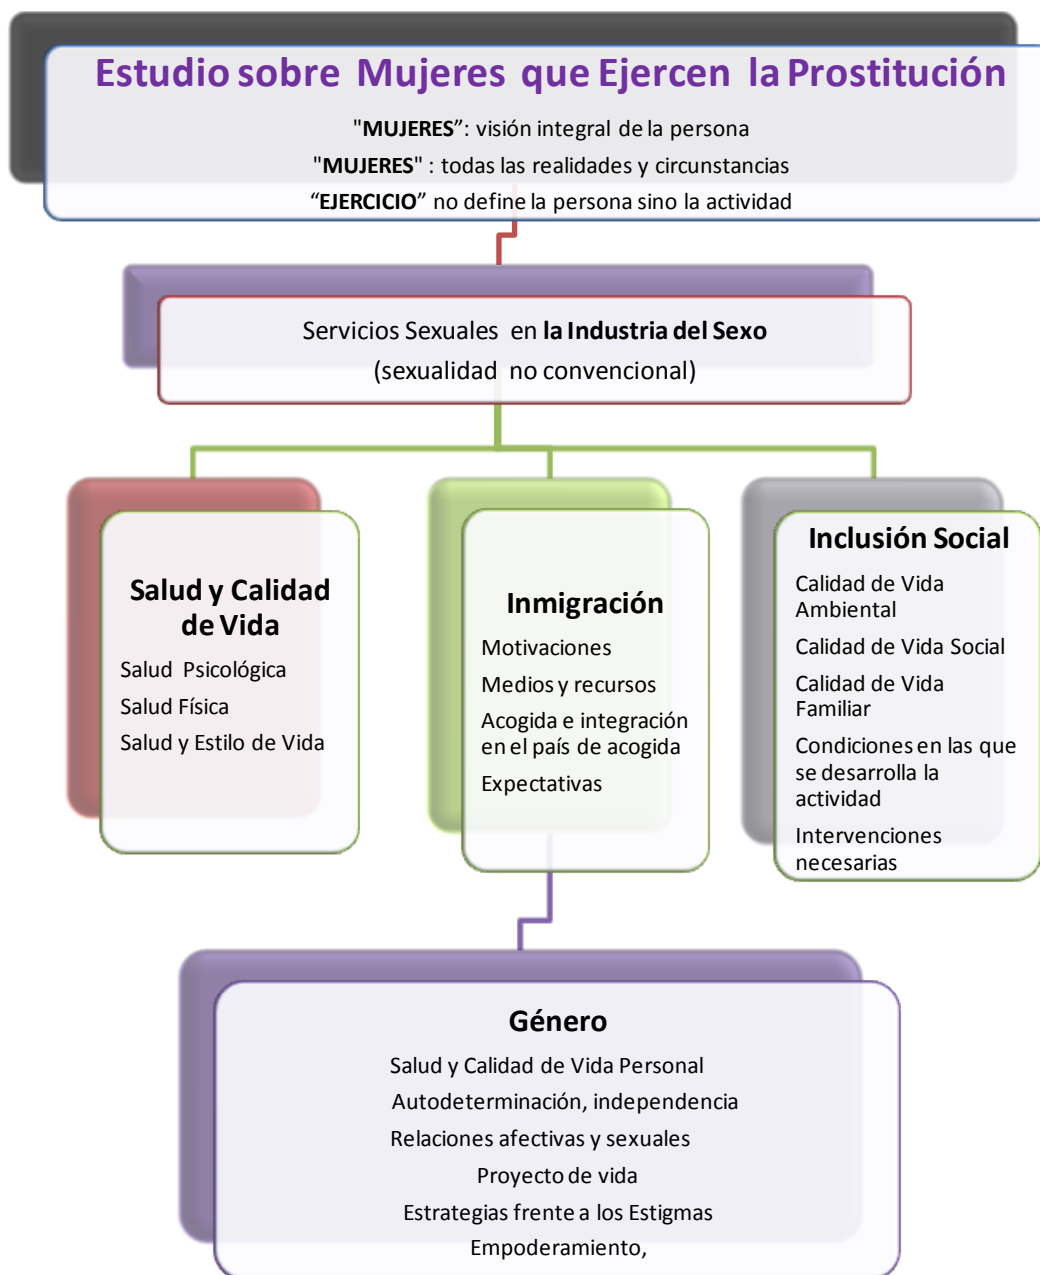 Estudio sobre Mujeres que Ejercen la Prostitución
"MUJERES”: visión integral de la persona
"MUJERES" : todas las realidades y circunstancias
“EJERCICIO” no define la persona sino la actividad
Servicios Sexuales en la Industria del Sexo
(sexualidad no convencional)
Salud y Calidad
de Vida
Salud Psicológica
Salud Física
Salud y Estilo de Vida
Inmigración
Motivaciones
Medios y recursos
Acogida e integración
en el país de acogida
Expectativas
Inclusión Social
Calidad de Vida
Ambiental
Calidad de Vida Social
Calidad de Vida
Familiar
Condiciones en las que
se desarrolla la
actividad
Intervenciones
necesarias
Género
Salud y Calidad de Vida Personal
Autodeterminación, independencia
Relaciones afectivas y sexuales
Proyecto de vida
Estrategias frente a los Estigmas
Empoderamiento,